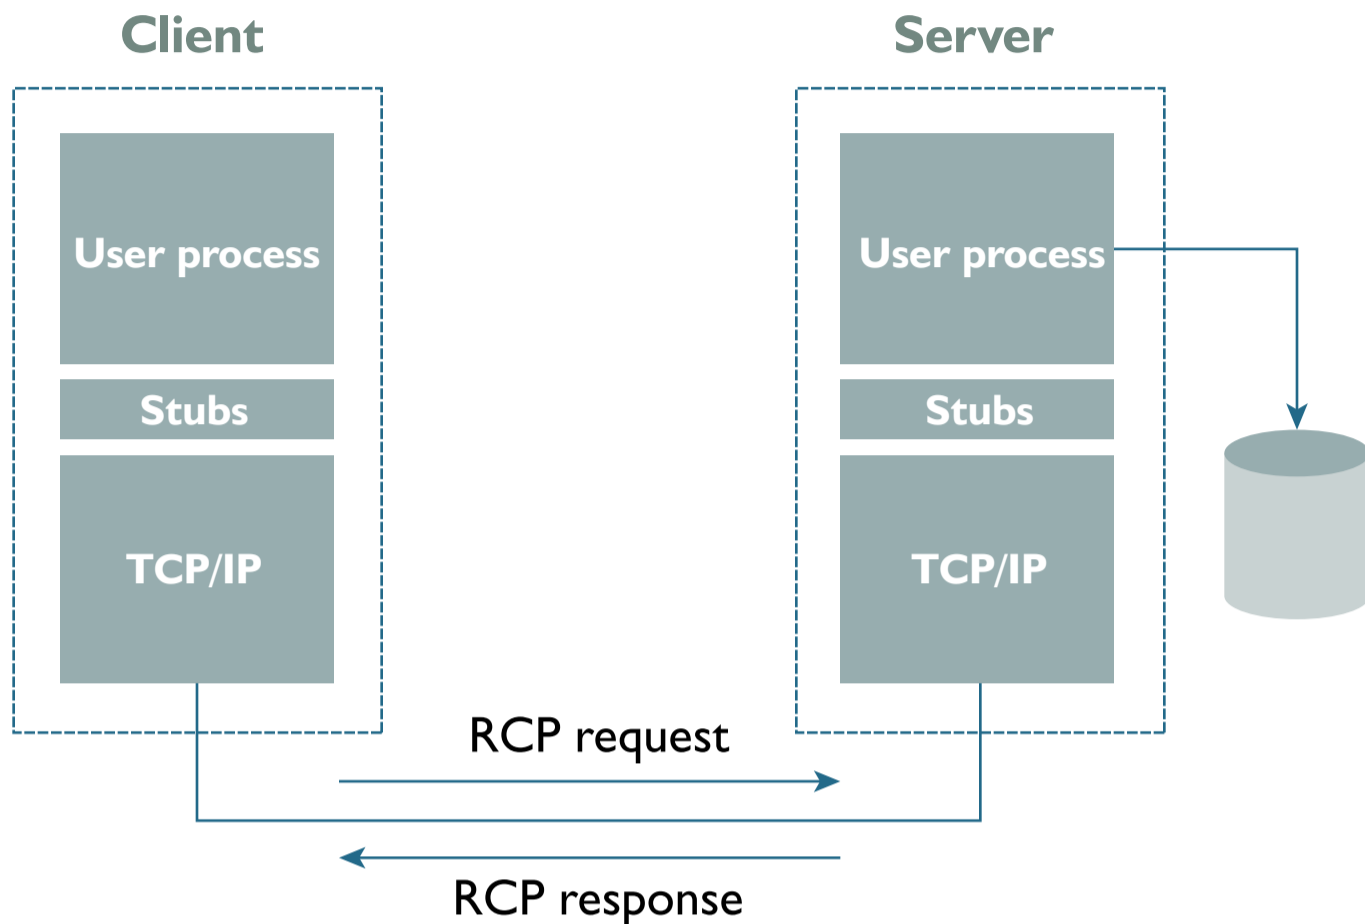 Client
Server
User process
User process
Stubs
Stubs
TCP/IP
TCP/IP
RCP request
RCP response